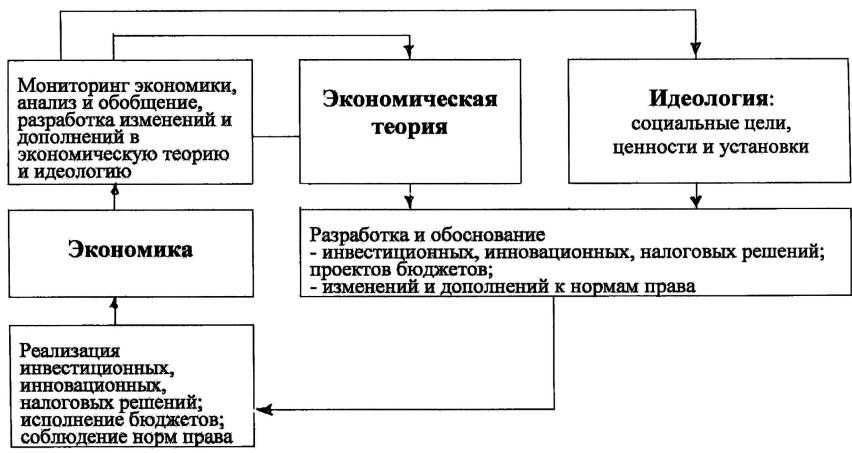 Мониторинг экономики,
анализ и обобщение,
разработка изменений и
дополнений в
экономическую теорию
и идеологию
Экономическая
теория
Идеология:
социальные цели,
ценности и установки
Экономика
Разработка и обоснование
- инвестиционных, инновационных, налоговых решений;
проектов бюджетов;
- изменений и дополнений к нормам права
Реализация
инвестиционных,
инновационных,
налоговых решений;
исполнение бюджетов;
соблюдение норм права